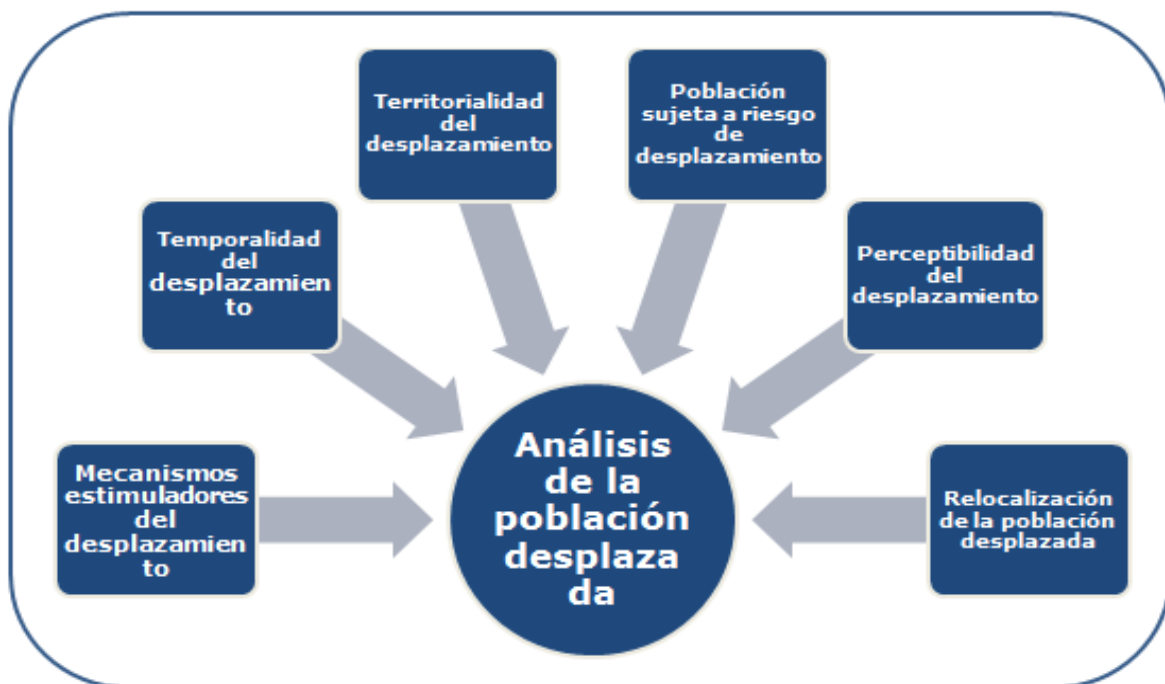 Territorialidad
del
desplazamiento
Población
sujeta a riesgo
de
desplazamiento
Temporalidad
del
desplazamien
to
Perceptibilidad
del
desplazamiento
Mecanismos
estimuladores
del
desplazamien
to
Relocalización
de la población
desplazada
Análisis
de la
población
desplaza
da